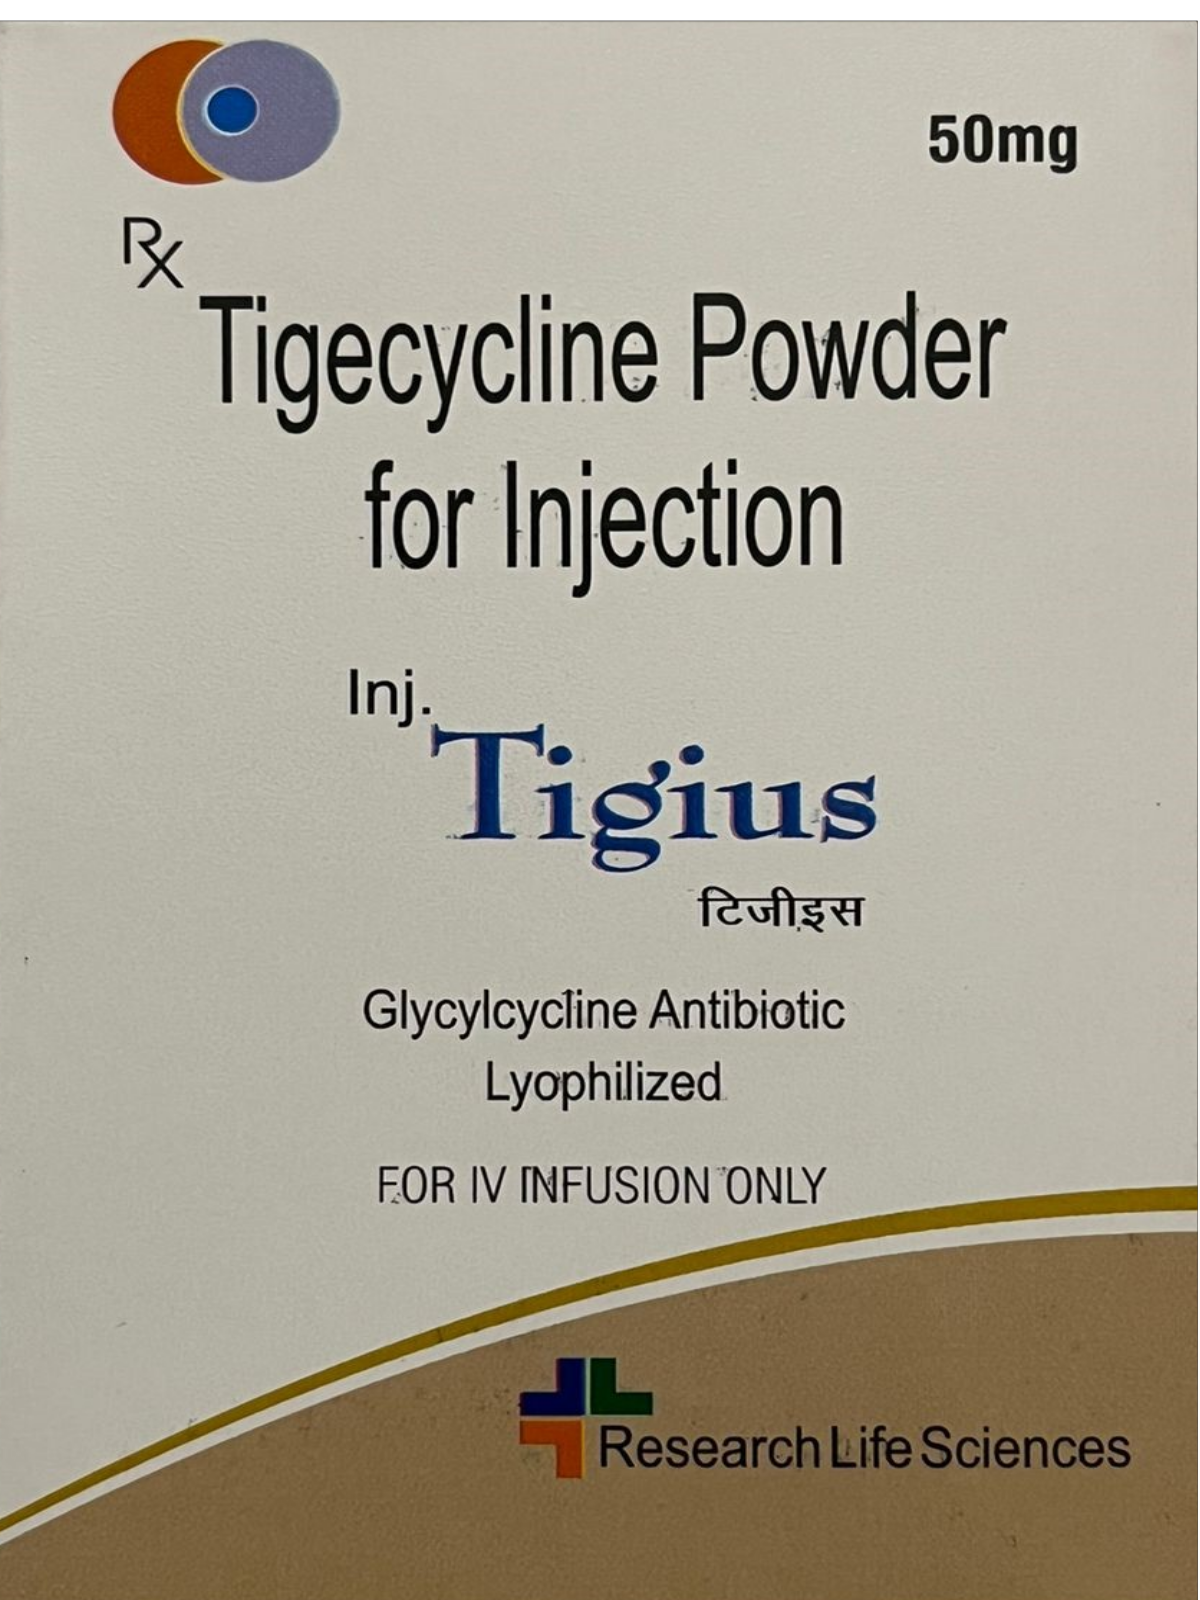 50mg
Rx
Tigecycline Powder
for Injection
Inj.
Tigius
टिजीइस
Glycylcycline Antibiotic
Lyophilized
FOR IV INFUSION ONLY
Research Life Sciences